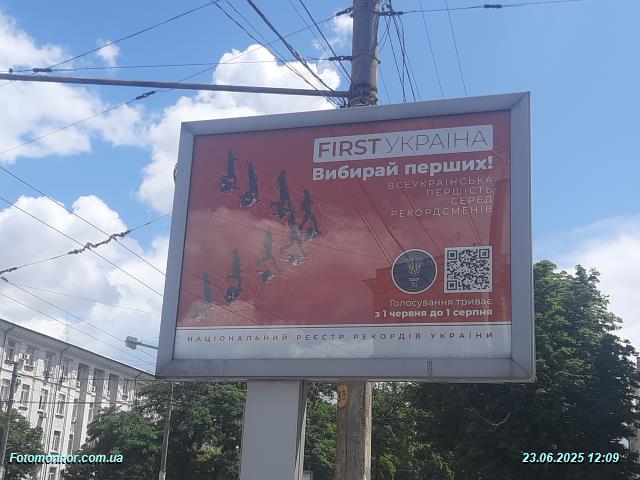 FIRST УКРАЇНА
Вибирай перших!
ВСЕУКРАЇНСЬКА
ПЕРШІСТЬ
СЕРЕД
РЕКОРДСМЕНІВ
Голосування триває
з 1 червня до 1 серпня
НАЦІОНАЛЬНИЙ РЕЄСТР РЕКОРДІВ УКРАЇНИ
Fotomonitor.com.ua
23.06.2025 12:09